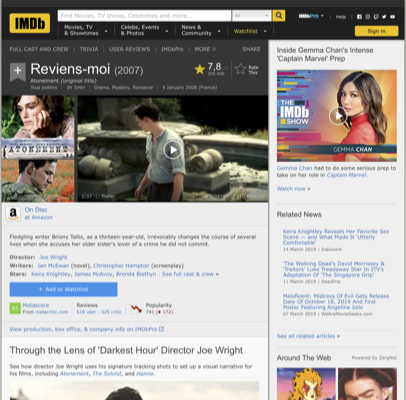 IMDb
Find Movies, TV shows, Celebrities and more...
All
IMDbPro
Help
Movies, TV & Showtimes
Celebs, Events & Photos
News & Community
Watchlist
Sign in
FULL CAST AND CREW | TRIVIA | USER REVIEWS | IMDbPro | MORE
SHARE
Reviens-moi (2007)
Atonement (original title)
Tous publics | 2h 3min | Drama, Mystery, Romance | 9 January 2008 (France)
7,8
Rate This
ATONEMENT
On Disc
at Amazon
Fledgling writer Briony Tallis, as a thirteen-year-old, irrevocably changes the course of several
lives when she accuses her older sister's lover of a crime he did not commit.
Director: Joe Wright
Writers: Ian McEwan (novel), Christopher Hampton (screenplay)
Stars: Keira Knightley, James McAvoy, Brenda Blethyn | See full cast & crew »
+ Add to Watchlist
Metascore
From metacritic.com
Reviews
618 user | 325 critic
Popularity
741 (172)
View production, box office, & company info on IMDbPro
Through the Lens of 'Darkest Hour' Director Joe Wright
See how director Joe Wright uses his signature tracking shots to set up a visual narrative for
his films, including Atonement, The Soloist, and Hanna.
Inside Gemma Chan's Intense
'Captain Marvel' Prep
THE
IMDb
SHOW
GEMMA CHAN
Gemma Chan had to do some serious prep
to take on her role in Captain Marvel.
Watch now »
Related News
Keira Knightley Reveals Her Favorite Sex
Scene — and What Made It 'Utterly
Comfortable'
14 March 2019 | Indiewire
'The Walking Dead's David Morrissey &
'Traitors' Luke Treadaway Star In ITV's
Adaptation Of 'The Singapore Grip'
11 March 2019 | Deadline
Maleficent: Mistress Of Evil Gets Release
Date Of October 18, 2019 And First
Poster Featuring Angelina Jolie
07 March 2019 | WeAreMovieGeeks.com
See all related articles »
Around The Web
Powered by ZergNet